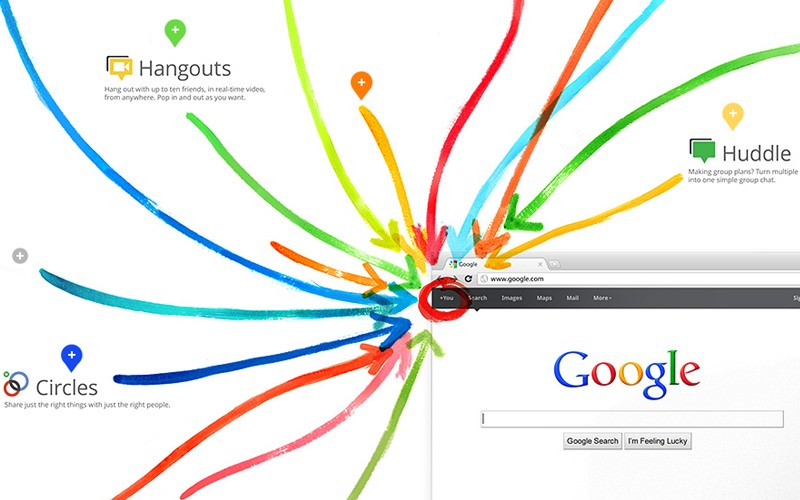 Hangouts
Hang out with up to ten friends, in real-time video,
from anywhere. Pop in and out as you want.
Huddle
Making group plans? Turn multiple
into one simple group chat.
Google
www.google.com
+You Search Images Maps Mail More
Circles
Share just the right things with just the right people.
Google
Google Search I'm Feeling Lucky